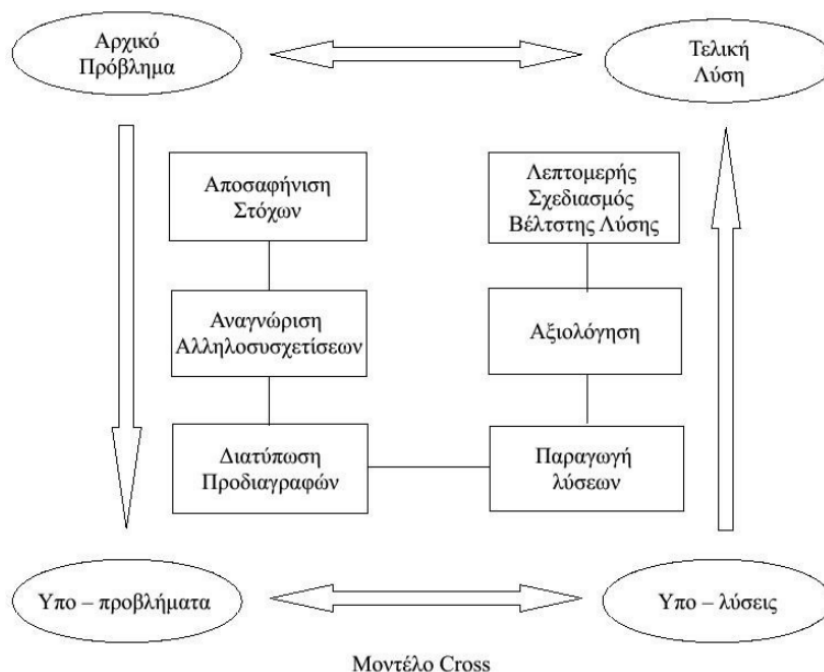 Αρχικό
Πρόβλημα
Τελική
Λύση
Αποσαφήνιση
Στόχων
Λεπτομερής
Σχεδιασμός
Βέλτστης Λύσης
Αναγνώριση
Αλληλοσυσχετίσεων
Αξιολόγηση
Διατύπωση
Προδιαγραφών
Παραγωγή
λύσεων
Υπο – προβλήματα
Υπο – λύσεις
Μοντέλο Cross